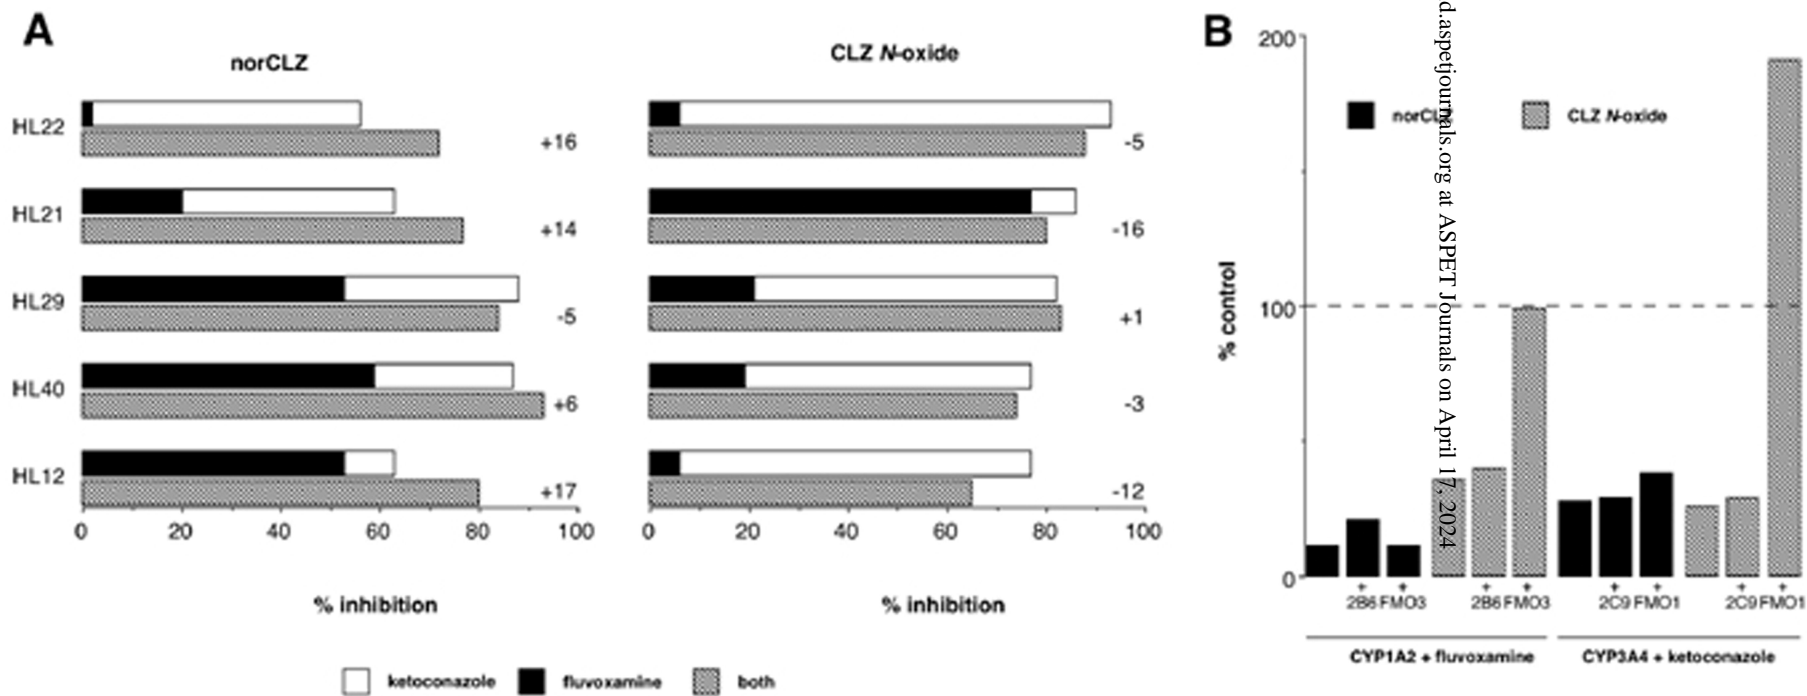 A
norCLZ
CLZ N-oxide
HL22
+16
-5
HL21
+14
-16
HL29
-5
+1
HL40
+6
-3
HL12
+17
-12
0 20 40 60 80 100
0 20 40 60 80 100
% inhibition
% inhibition
ketoconazole fluvoxamine both
B
200
100
0
% control
norCLZ CLZ N-oxide
+ + + + + + + +
2B6 FMO3 2B6 FMO3 2C9 FMO1 2C9 FMO1
CYP1A2 + fluvoxamine CYP3A4 + ketoconazole
d.aspetjournals.org at ASPET Journals on April 17, 2024